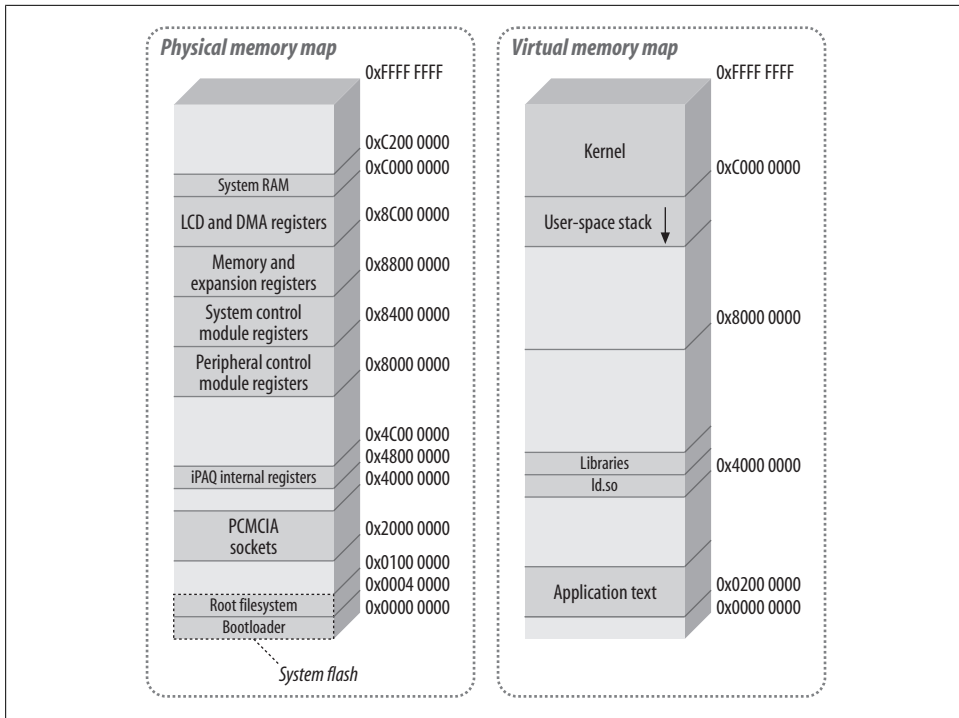 Physical memory map
0xFFFF FFFF
0xC200 0000
0xC000 0000
System RAM
LCD and DMA registers
0x8C00 0000
Memory and
expansion registers
0x8800 0000
System control
module registers
0x8400 0000
Peripheral control
module registers
0x8000 0000
0x4C00 0000
0x4800 0000
iPAQ internal registers
0x4000 0000
PCMCIA
sockets
0x2000 0000
0x0100 0000
0x0004 0000
Root filesystem
0x0000 0000
Bootloader
System flash
Virtual memory map
0xFFFF FFFF
Kernel
0xC000 0000
User-space stack
0x8000 0000
Libraries
0x4000 0000
ld.so
Application text
0x0200 0000
0x0000 0000